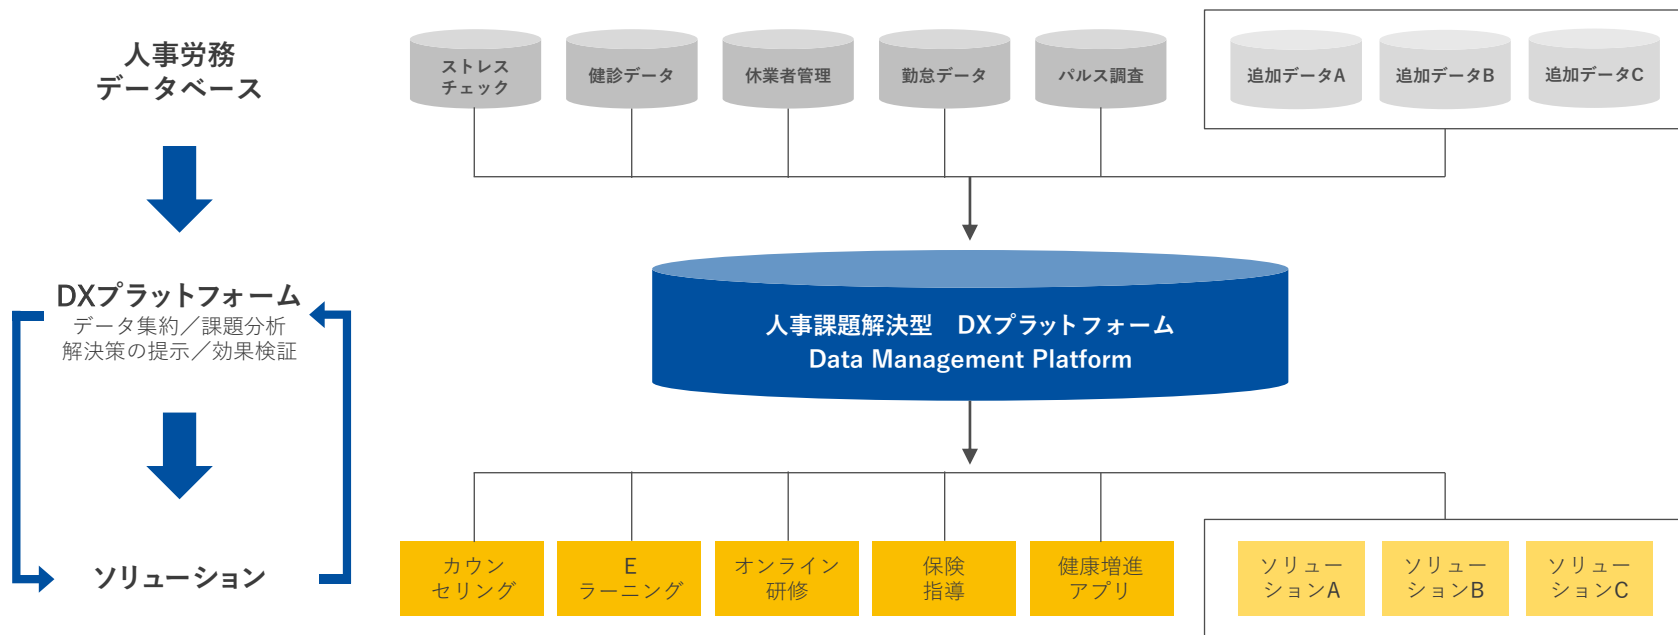 人事労務
データベース
ストレス
チェック
健診データ
休業者管理
勤怠データ
パルス調査
追加データA
追加データB
追加データC
DXプラットフォーム
データ集約／課題分析
解決策の提示／効果検証
人事課題解決型　DXプラットフォーム
Data Management Platform
ソリューション
カウン
セリング
E
ラーニング
オンライン
研修
保険
指導
健康増進
アプリ
ソリュー
ションA
ソリュー
ションB
ソリュー
ションC